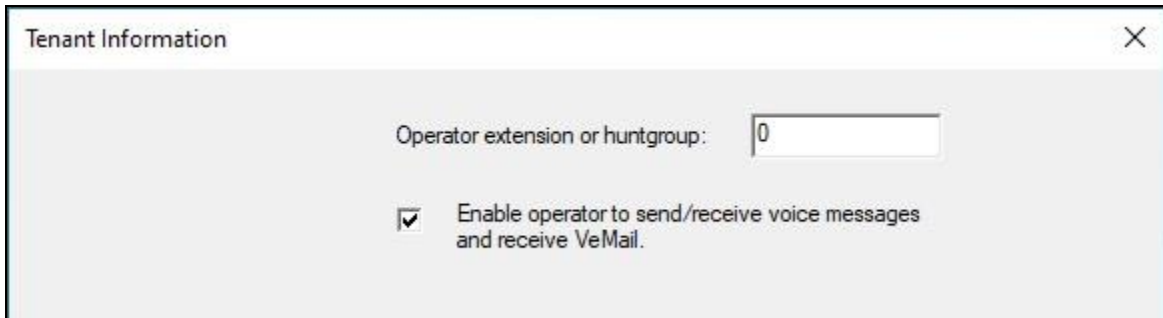 Tenant Information
Operator extension or huntgroup:
0
Enable operator to send/receive voice messages
and receive VeMail.